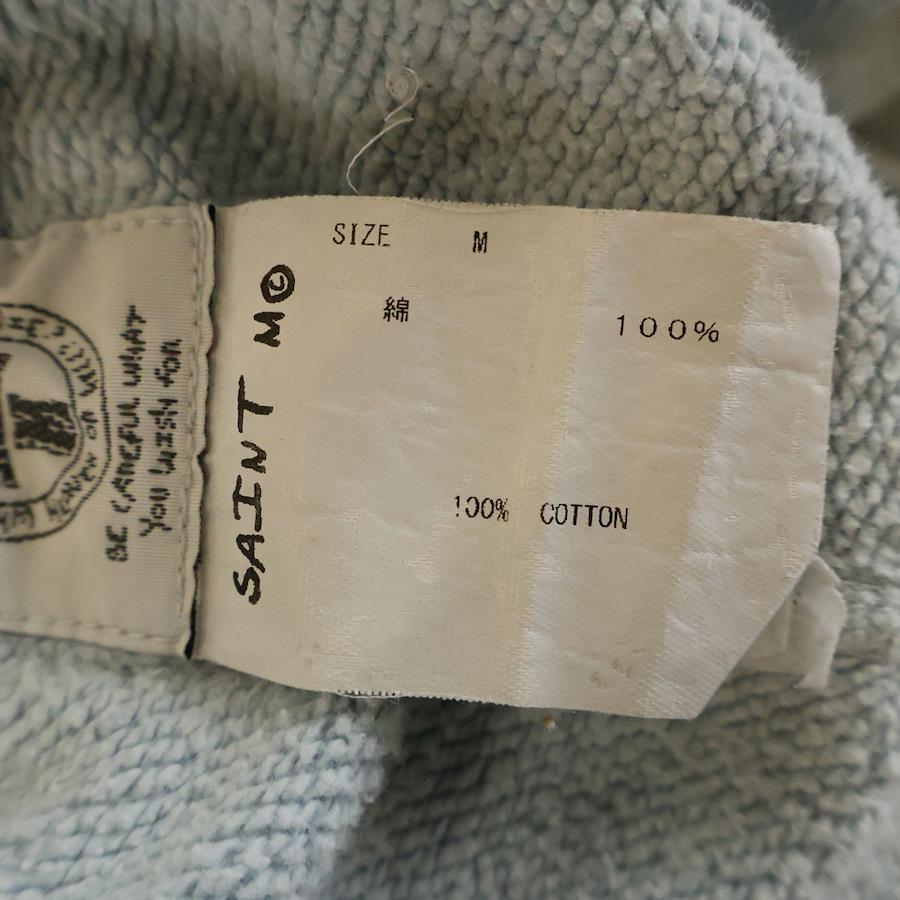 SIZE M
綿 100%
100% COTTON
SAINT M©
BE CAREFUL WHAT
YOU WISH FOR